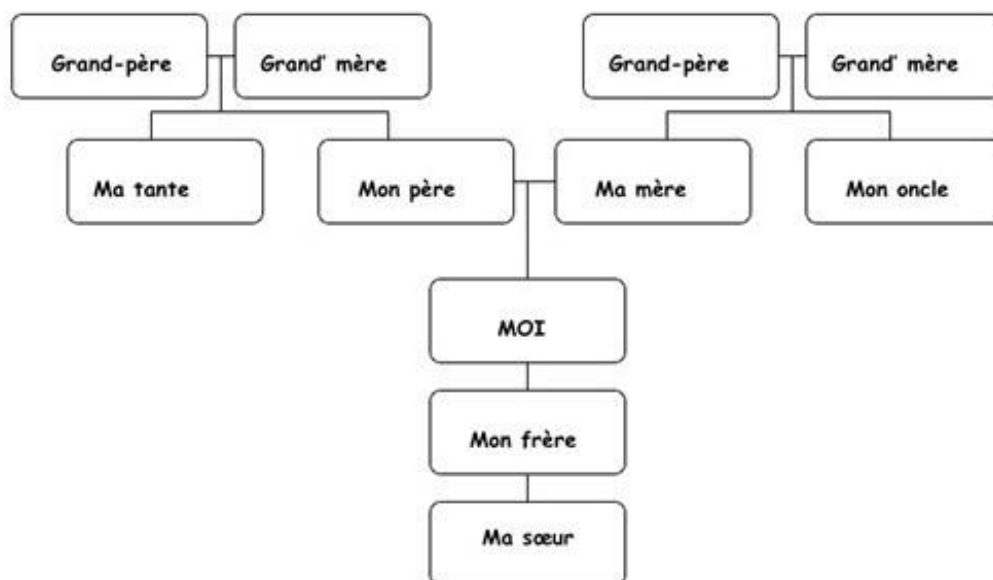 Grand-père
Grand' mère
Grand-père
Grand' mère
Ma tante
Mon père
Ma mère
Mon oncle
MOI
Mon frère
Ma sœur